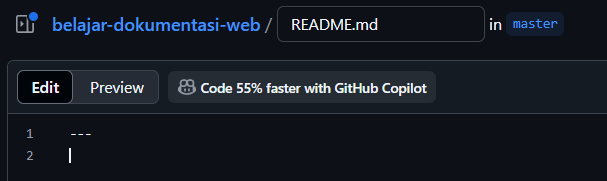 belajar-dokumentasi-web / README.md in master
Edit Preview Code 55% faster with GitHub Copilot
1 ---
2